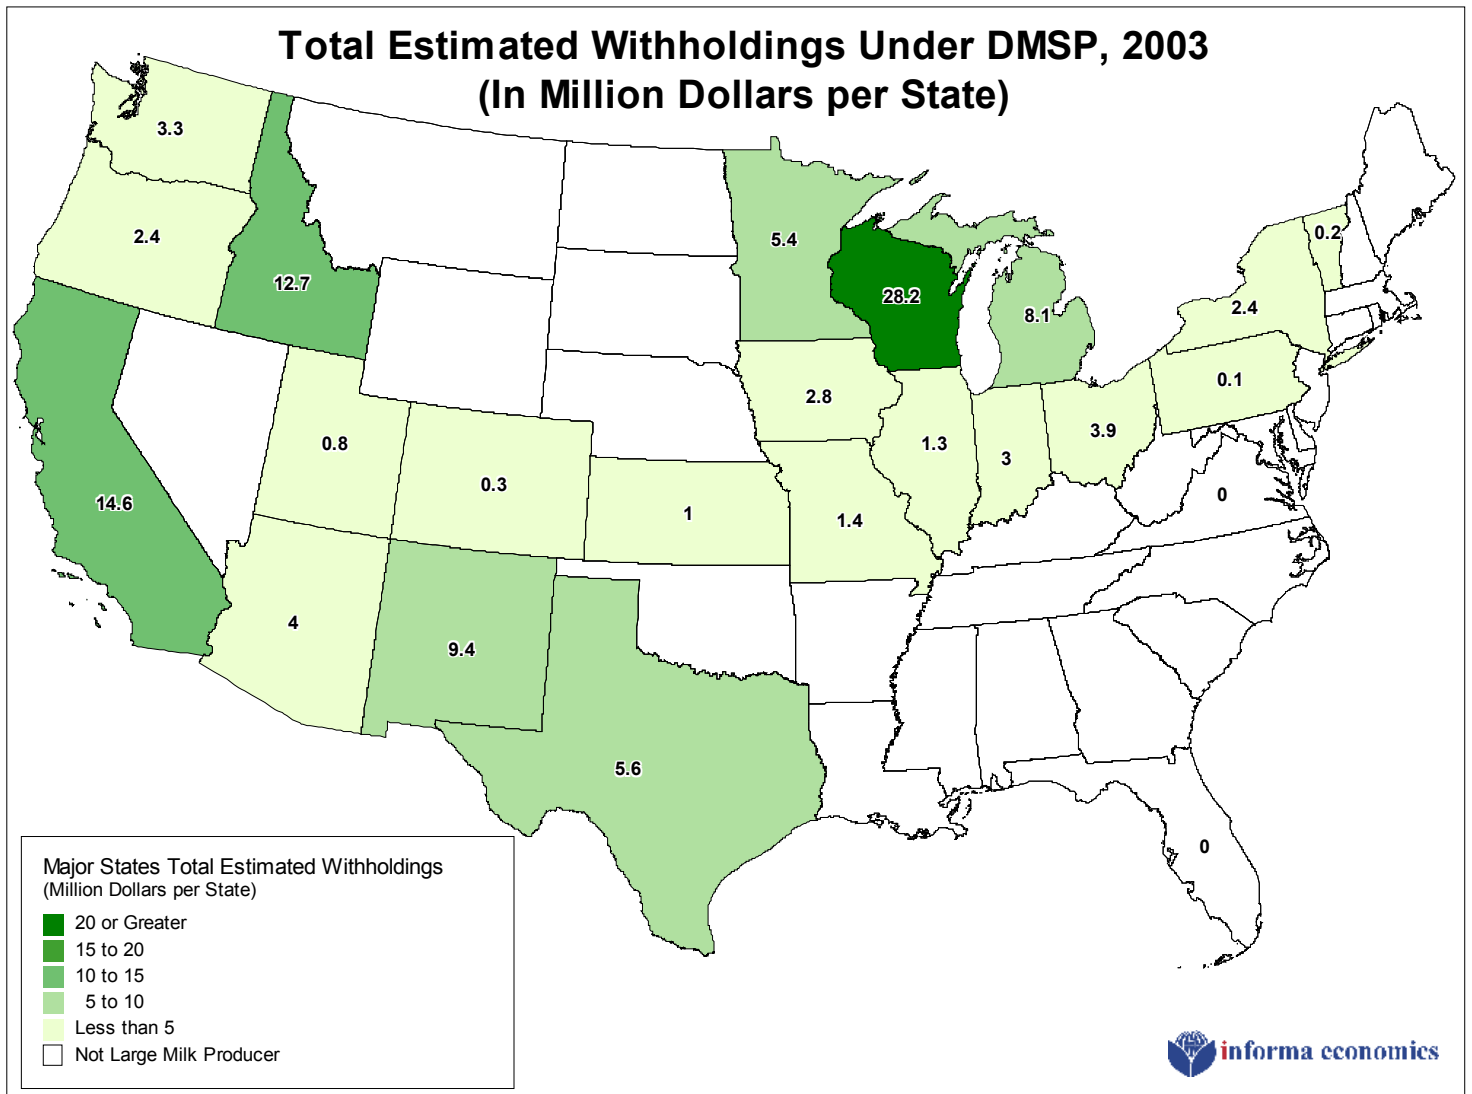 Total Estimated Withholdings Under DMSP, 2003
(In Million Dollars per State)
3.3
2.4
12.7
14.6
0.8
0.3
4
9.4
5.6
1
5.4
2.8
1.4
28.2
1.3
3
8.1
3.9
0.1
2.4
0.2
0
0
Major States Total Estimated Withholdings
(Million Dollars per State)
20 or Greater
15 to 20
10 to 15
5 to 10
Less than 5
Not Large Milk Producer
informa economics